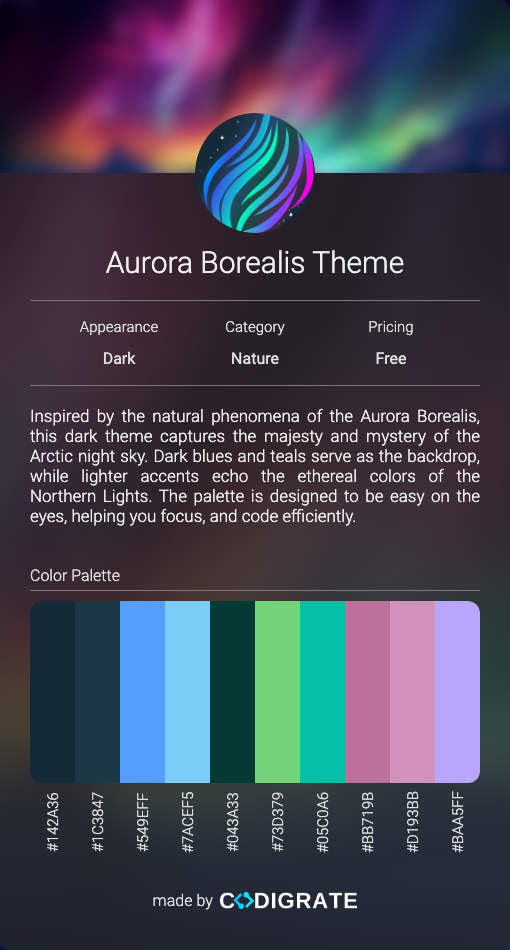 Aurora Borealis Theme
Appearance Category Pricing
Dark Nature Free
Inspired by the natural phenomena of the Aurora Borealis,
this dark theme captures the majesty and mystery of the
Arctic night sky. Dark blues and teals serve as the backdrop,
while lighter accents echo the ethereal colors of the
Northern Lights. The palette is designed to be easy on the
eyes, helping you focus, and code efficiently.
Color Palette
#142A36
#1C3847
#549EFF
#7ACEF5
#043A33
#73D379
#05C0A6
#BB719B
#D193BB
#BAA5FF
made by CODIGRATE